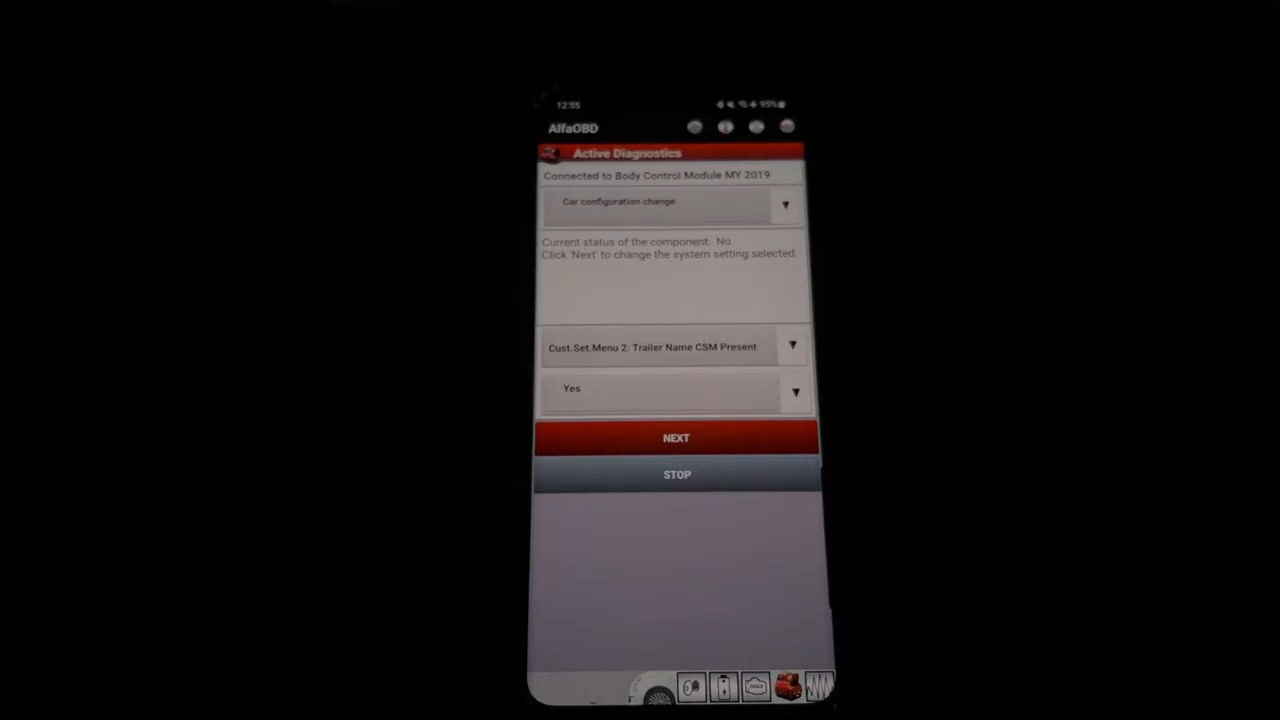 12:55
95%
AlfaOBD
Active Diagnostics
Connected to Body Control Module MY 2019
Car configuration change
Current status of the component: No
Click 'Next' to change the system setting selected.
Cust.Set.Menu 2: Trailer Name CSM Present
Yes
NEXT
STOP